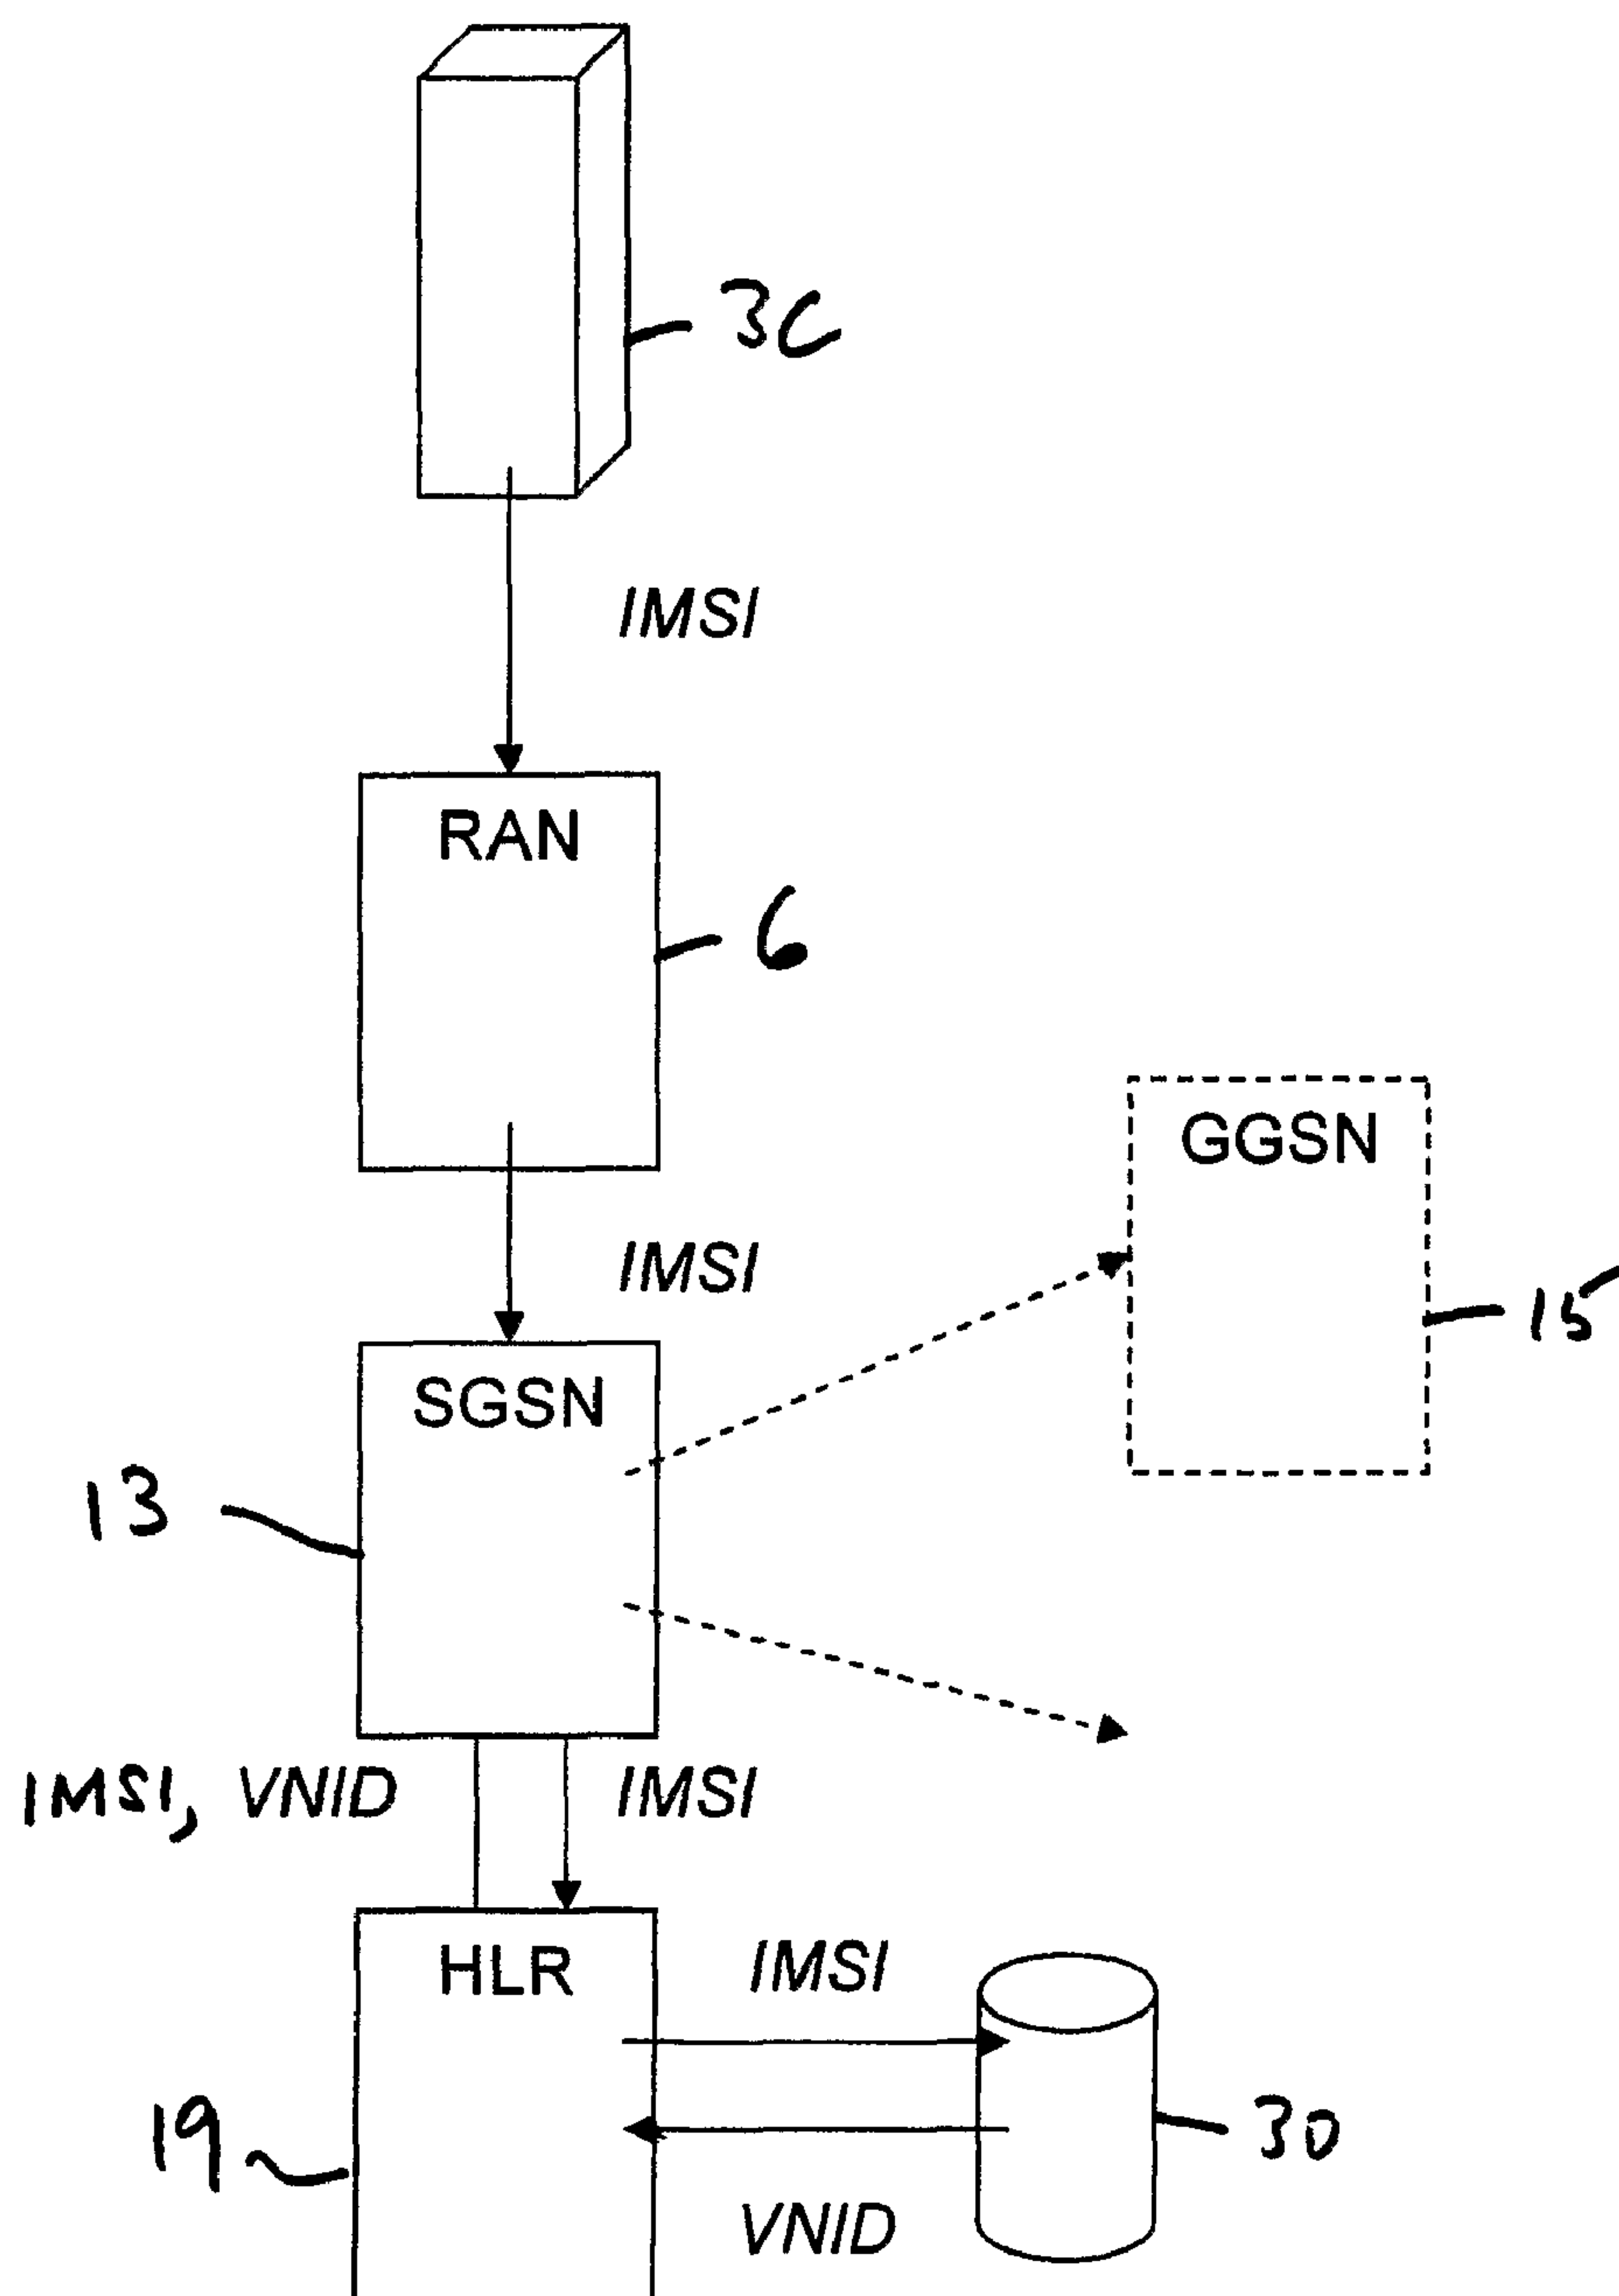 3C
IMSI
RAN
6
GGSN
IMSI
15
SGSN
13
IMSI, VNID
IMSI
HLR
IMSI
19
30
VNID